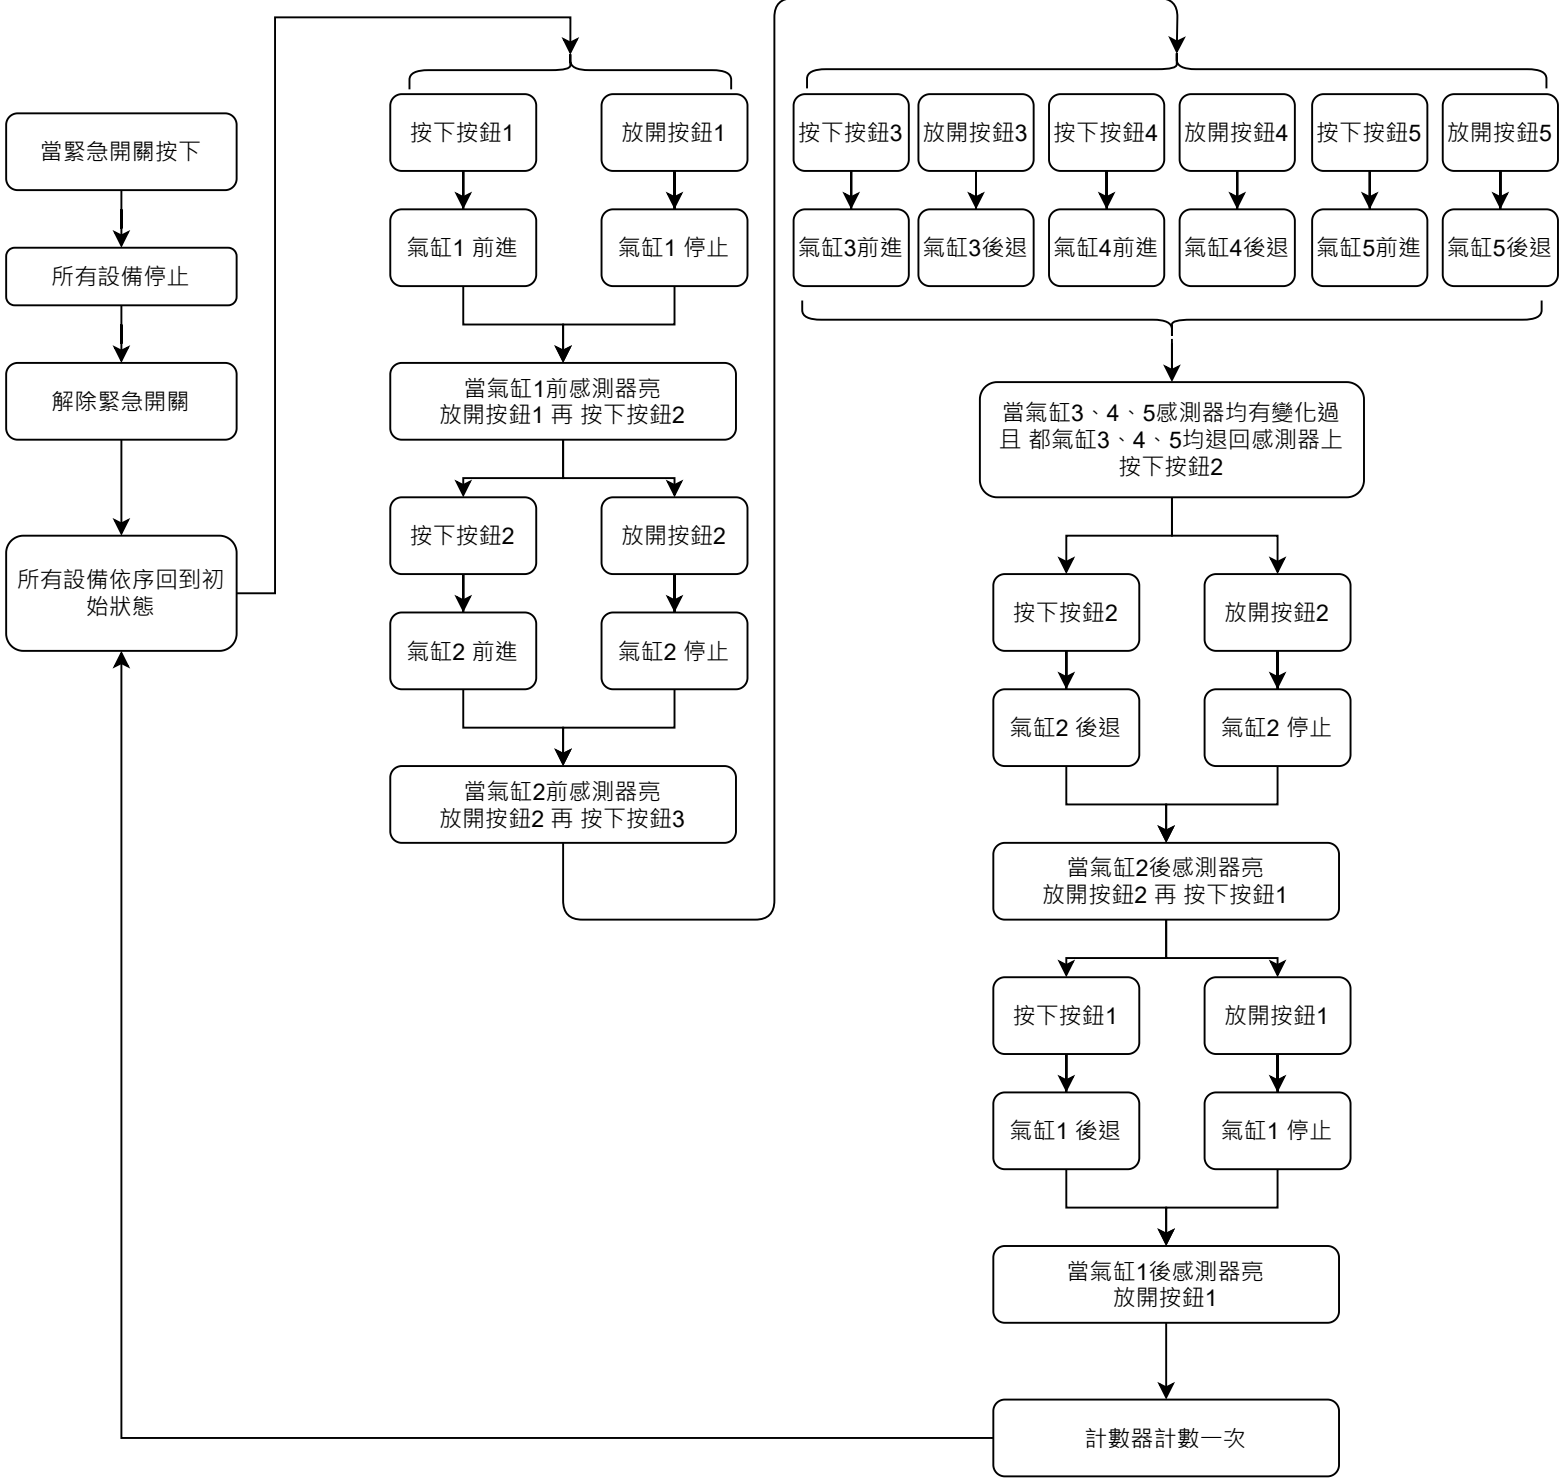 當緊急開關按下
所有設備停止
解除緊急開關
所有設備依序回到初
始狀態
按下按鈕1
放開按鈕1
氣缸1 前進
氣缸1 停止
當氣缸1前感測器亮
放開按鈕1 再 按下按鈕2
按下按鈕2
放開按鈕2
氣缸2 前進
氣缸2 停止
當氣缸2前感測器亮
放開按鈕2 再 按下按鈕3
按下按鈕3
放開按鈕3
按下按鈕4
放開按鈕4
按下按鈕5
放開按鈕5
氣缸3前進
氣缸3後退
氣缸4前進
氣缸4後退
氣缸5前進
氣缸5後退
當氣缸3、4、5感測器均有變化過
且 都氣缸3、4、5均退回感測器上
按下按鈕2
按下按鈕2
放開按鈕2
氣缸2 後退
氣缸2 停止
當氣缸2後感測器亮
放開按鈕2 再 按下按鈕1
按下按鈕1
放開按鈕1
氣缸1 後退
氣缸1 停止
當氣缸1後感測器亮
放開按鈕1
計數器計數一次